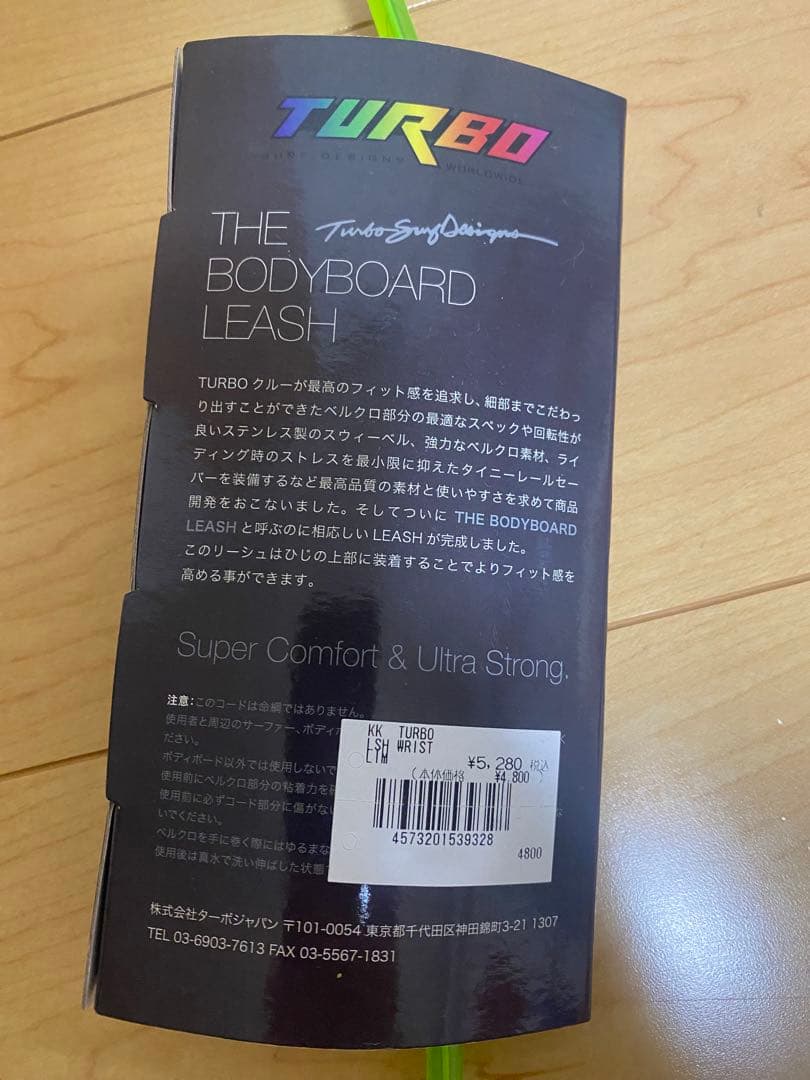 TURBO
SURF DESIGNS WORLDWIDE
THE
Turbo Surf Designs
BODYBOARD
LEASH
TURBO クルーが最高のフィット感を追求し、細部までこだわっ
り出すことができたベルクロ部分の最適なスペックや回転性が
良いステンレス製のスウィーベル、強力なベルクロ素材、ライ
ディング時のストレスを最小限に抑えたタイニーレールセー
バーを装備するなど最高品質の素材と使いやすさを求めて商品
開発をおこないました。そしてついに THE BODYBOARD
LEASH と呼ぶのに相応しい LEASH が完成しました。
このリーシュはひじの上部に装着することでよりフィット感を
高める事ができます。
Super Comfort & Ultra Strong.
注意:このコードは命綱ではありません。
使用者と周辺のサーファー、ボディ
ださい。
ボディボード以外では使用しないで
使用前にベルクロ部分の粘着力を
使用前に必ずコード部分に傷がない
いでください。
ベルクロを手に巻く際にはゆるまな
使用後は真水で洗い伸ばした状態
KK TURBO
LSH WRIST
LYM
¥5,280 税込
(本体価格 ¥4,800 )
4573201539328
4800
株式会社ターボジャパン 〒101-0054 東京都千代田区神田錦町3-21 1307
TEL 03-6903-7613 FAX 03-5567-1831